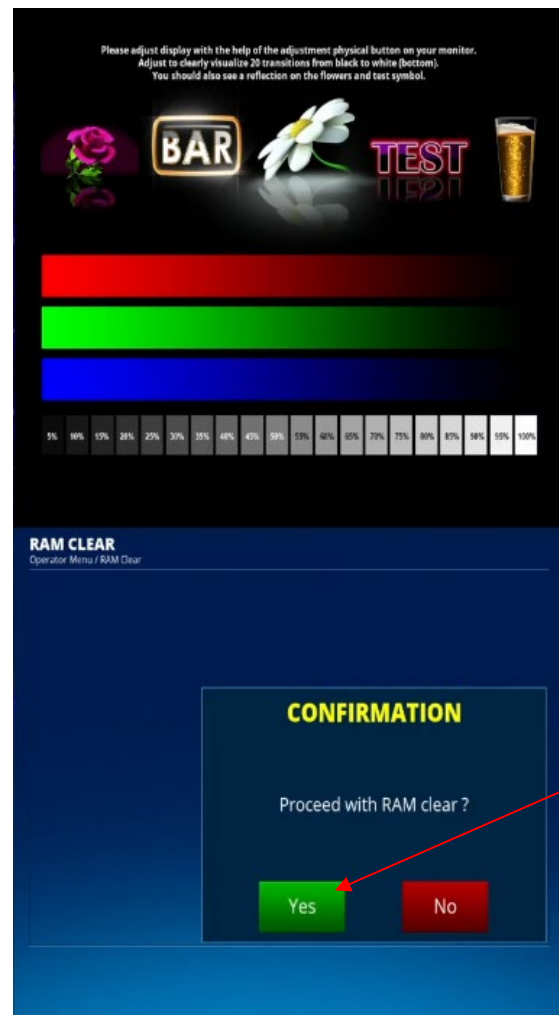 Please adjust display with the help of the adjustment physical button on your monitor.
Adjust to clearly visualize 20 transitions from black to white (bottom).
You should also see a reflection on the flowers and test symbol.
BAR
TEST
5% 10% 15% 20% 25% 30% 35% 40% 45% 50% 55% 60% 65% 70% 75% 80% 85% 90% 95% 100%
RAM CLEAR
Operator Menu / RAM Clear
CONFIRMATION
Proceed with RAM clear ?
Yes No